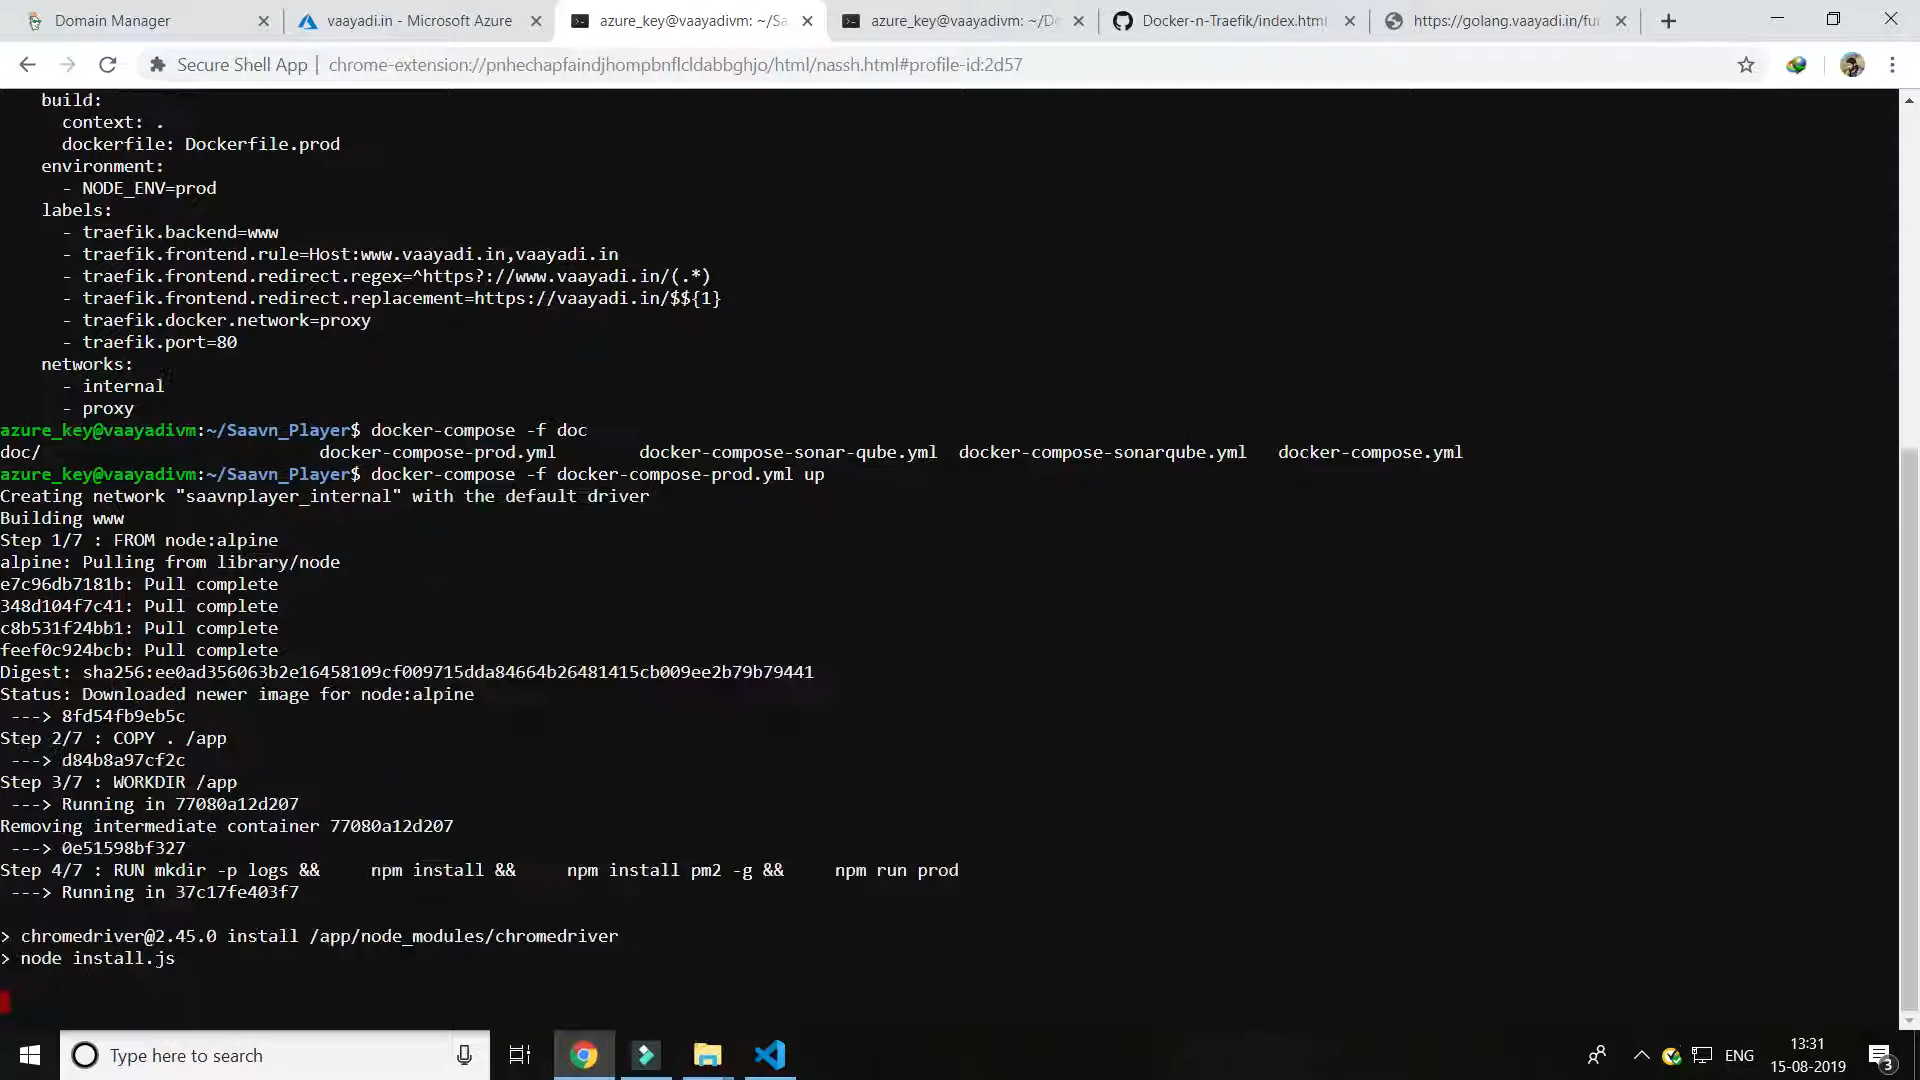 Domain Manager
vaayadi.in - Microsoft Azure
azure_key@vaayadivm: ~/Sa
azure_key@vaayadivm: ~/Do
Docker-n-Traefik/index.html
https://golang.vaayadi.in/fu
Secure Shell App | chrome-extension://pnhechapfaindjhompbnflcldabbghjo/html/nassh.html#profile-id:2d57
build:
context: .
dockerfile: Dockerfile.prod
environment:
- NODE_ENV=prod
labels:
- traefik.backend=www
- traefik.frontend.rule=Host:www.vaayadi.in,vaayadi.in
- traefik.frontend.redirect.regex=^https?://www.vaayadi.in/(.*)
- traefik.frontend.redirect.replacement=https://vaayadi.in/$${1}
- traefik.docker.network=proxy
- traefik.port=80
networks:
- internal
- proxy
azure_key@vaayadivm:~/Saavn_Player$ docker-compose -f doc
doc/ docker-compose-prod.yml docker-compose-sonar-qube.yml docker-compose-sonarqube.yml docker-compose.yml
azure_key@vaayadivm:~/Saavn_Player$ docker-compose -f docker-compose-prod.yml up
Creating network "saavnplayer_internal" with the default driver
Building www
Step 1/7 : FROM node:alpine
alpine: Pulling from library/node
e7c96db7181b: Pull complete
348d104f7c41: Pull complete
c8b531f24bb1: Pull complete
feef0c924bcb: Pull complete
Digest: sha256:ee0ad356063b2e16458109cf009715dda84664b26481415cb009ee2b79b79441
Status: Downloaded newer image for node:alpine
---> 8fd54fb9eb5c
Step 2/7 : COPY . /app
---> d84b8a97cf2c
Step 3/7 : WORKDIR /app
---> Running in 77080a12d207
Removing intermediate container 77080a12d207
---> 0e51598bf327
Step 4/7 : RUN mkdir -p logs && npm install && npm install pm2 -g && npm run prod
---> Running in 37c17fe403f7
> chromedriver@2.45.0 install /app/node_modules/chromedriver
> node install.js
Type here to search
ENG
13:31
15-08-2019
3